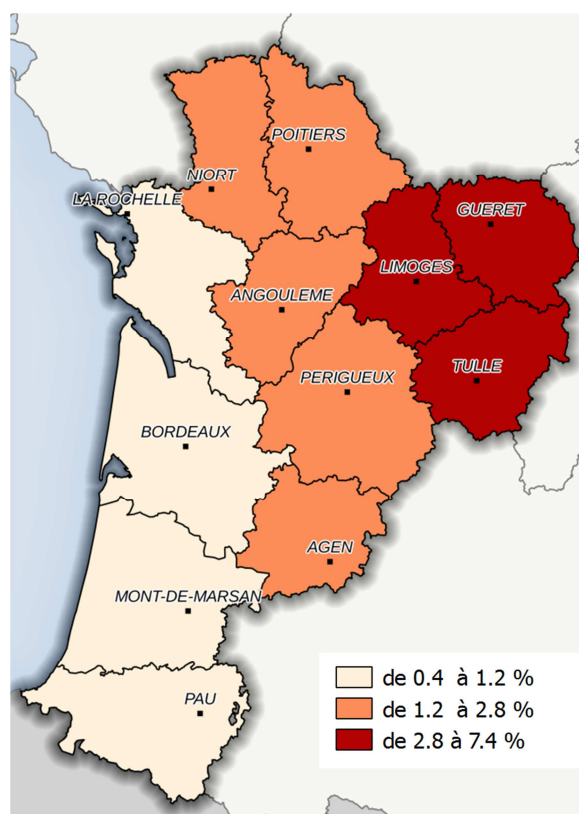 POITIERS
NIORT
LA ROCHELLE
GUERET
LIMOGES
ANGOULEME
TULLE
PERIGUEUX
BORDEAUX
AGEN
MONT-DE-MARSAN
PAU
de 0.4 à 1.2 %
de 1.2 à 2.8 %
de 2.8 à 7.4 %